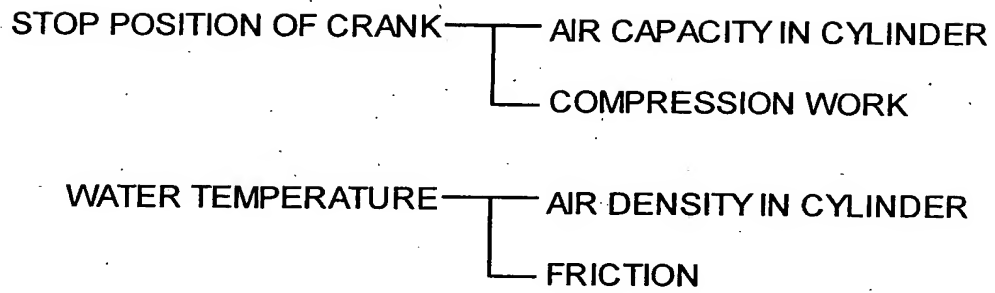 STOP POSITION OF CRANK AIR CAPACITY IN CYLINDER
COMPRESSION WORK
WATER TEMPERATURE AIR DENSITY IN CYLINDER
FRICTION